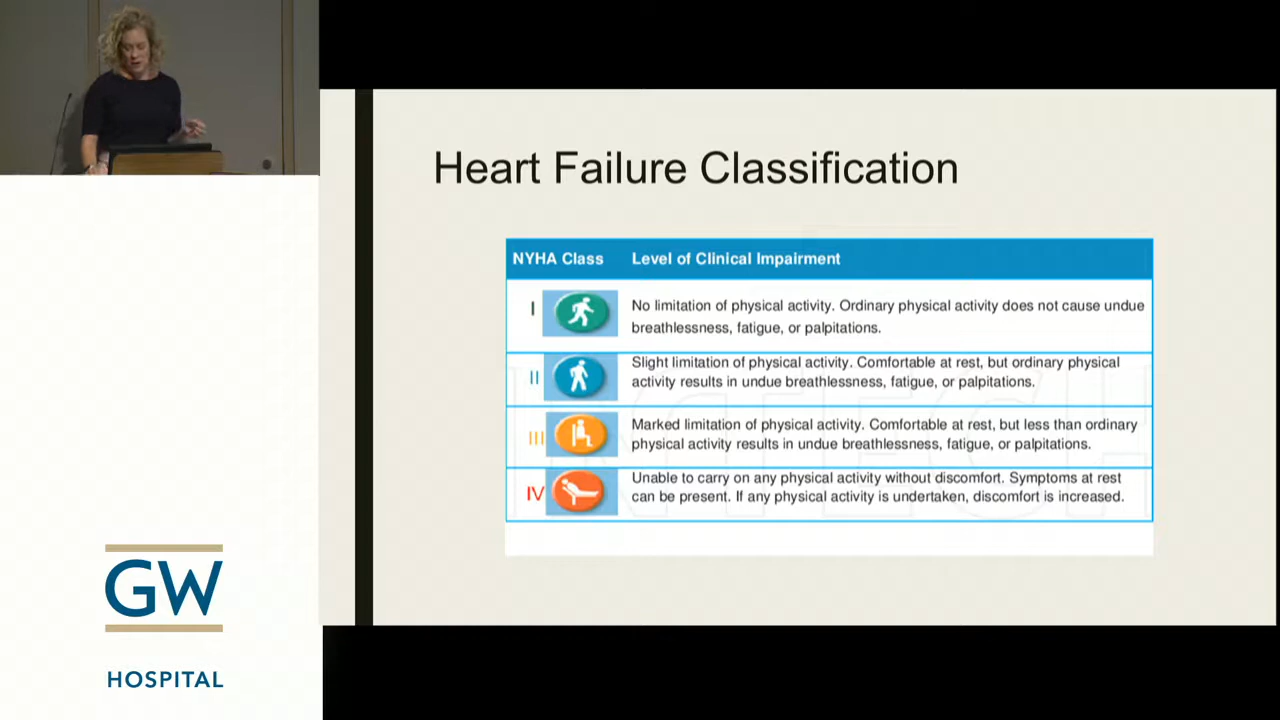 Heart Failure Classification
NYHA Class Level of Clinical Impairment
I No limitation of physical activity. Ordinary physical activity does not cause undue
breathlessness, fatigue, or palpitations.
II Slight limitation of physical activity. Comfortable at rest, but ordinary physical
activity results in undue breathlessness, fatigue, or palpitations.
III Marked limitation of physical activity. Comfortable at rest, but less than ordinary
physical activity results in undue breathlessness, fatigue, or palpitations.
IV Unable to carry on any physical activity without discomfort. Symptoms at rest
can be present. If any physical activity is undertaken, discomfort is increased.
GW
HOSPITAL